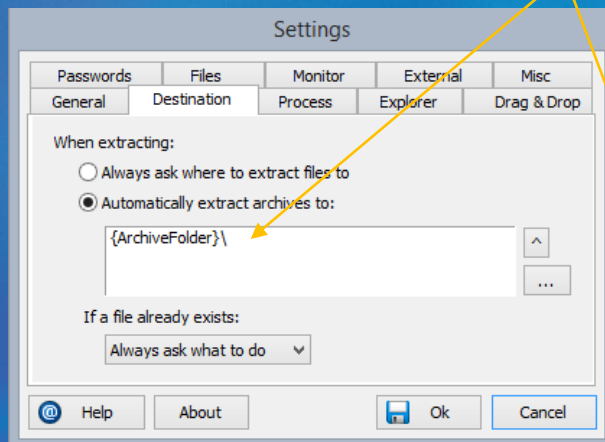 Settings
Passwords Files Monitor External Misc
General Destination Process Explorer Drag & Drop
When extracting:
Always ask where to extract files to
Automatically extract archives to:
{ArchiveFolder}\
^
...
If a file already exists:
Always ask what to do
@ Help About Ok Cancel